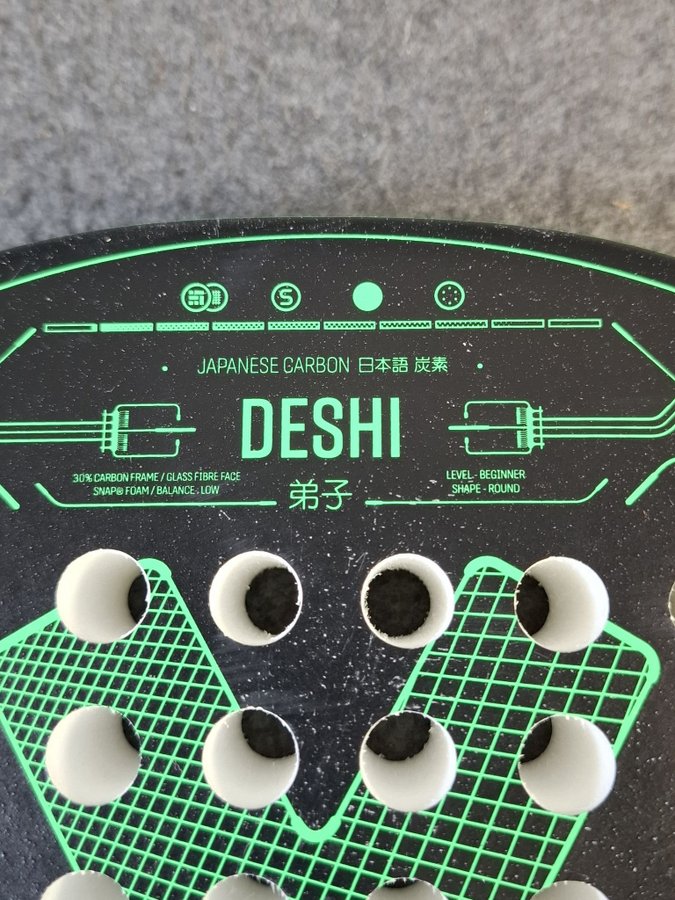 S
JAPANESE CARBON 日本語 炭素
DESHI
30% CARBON FRAME / GLASS FIBRE FACE
SNAP® FOAM / BALANCE . LOW
LEVEL - BEGINNER
SHAPE - ROUND
弟子